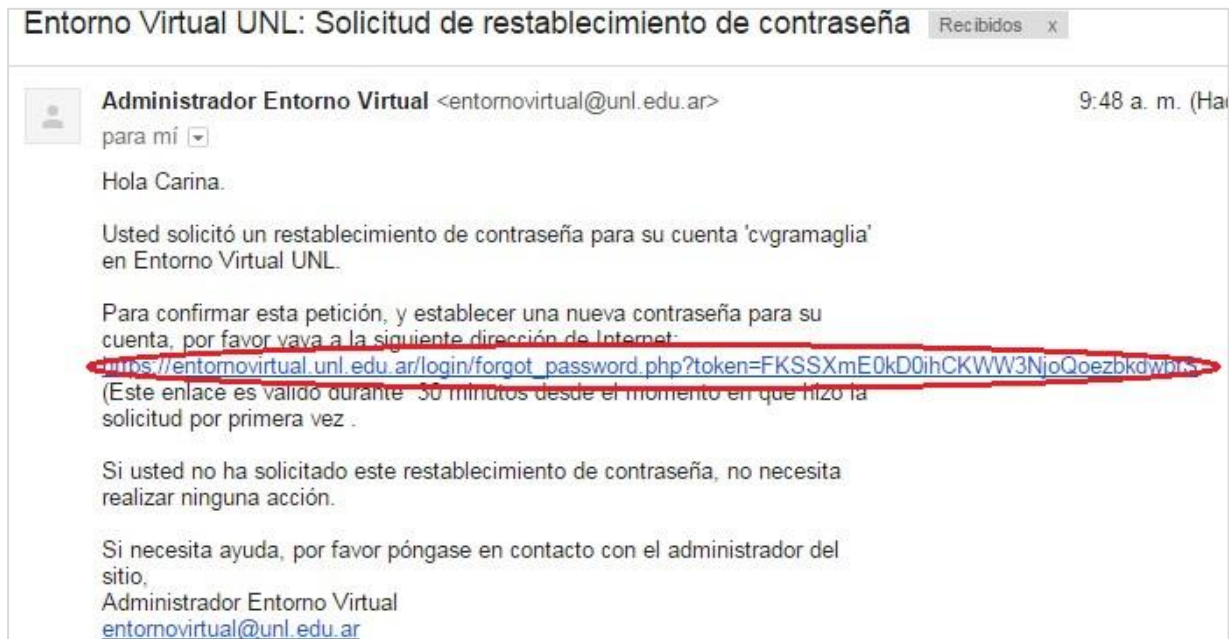 Entorno Virtual UNL: Solicitud de restablecimiento de contraseña Recibidos x
Administrador Entorno Virtual <entornovirtual@unl.edu.ar> 9:48 a. m. (Ha
para mí
Hola Carina.
Usted solicitó un restablecimiento de contraseña para su cuenta 'cvgramaglia'
en Entorno Virtual UNL.
Para confirmar esta petición, y establecer una nueva contraseña para su
cuenta, por favor vaya a la siguiente dirección de Internet:
https://entornovirtual.unl.edu.ar/login/forgot_password.php?token=
(Este enlace es válido durante 30 minutos desde el momento en que hizo la
solicitud por primera vez .
Si usted no ha solicitado este restablecimiento de contraseña, no necesita
realizar ninguna acción.
Si necesita ayuda, por favor póngase en contacto con el administrador del
sitio,
Administrador Entorno Virtual
entornovirtual@unl.edu.ar